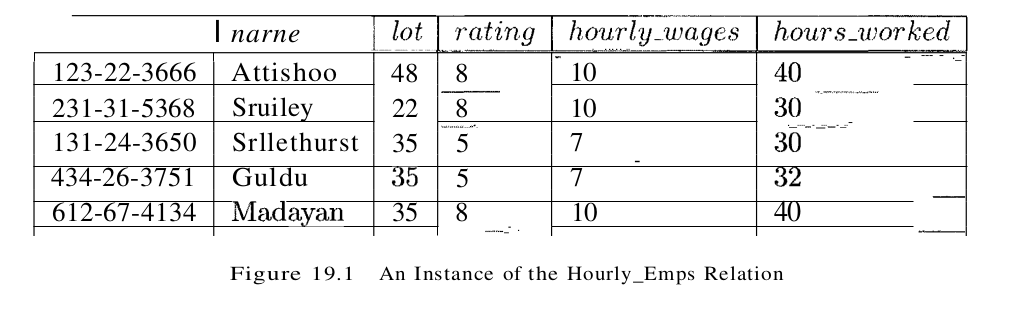 narne lot rating hourly_wages hours_worked
123-22-3666 Attishoo 48 8 10 40
231-31-5368 Sruiley 22 8 10 30
131-24-3650 Srllethurst 35 5 7 30
434-26-3751 Guldu 35 5 7 32
612-67-4134 Madayan 35 8 10 40
Figure 19.1 An Instance of the Hourly_Emps Relation